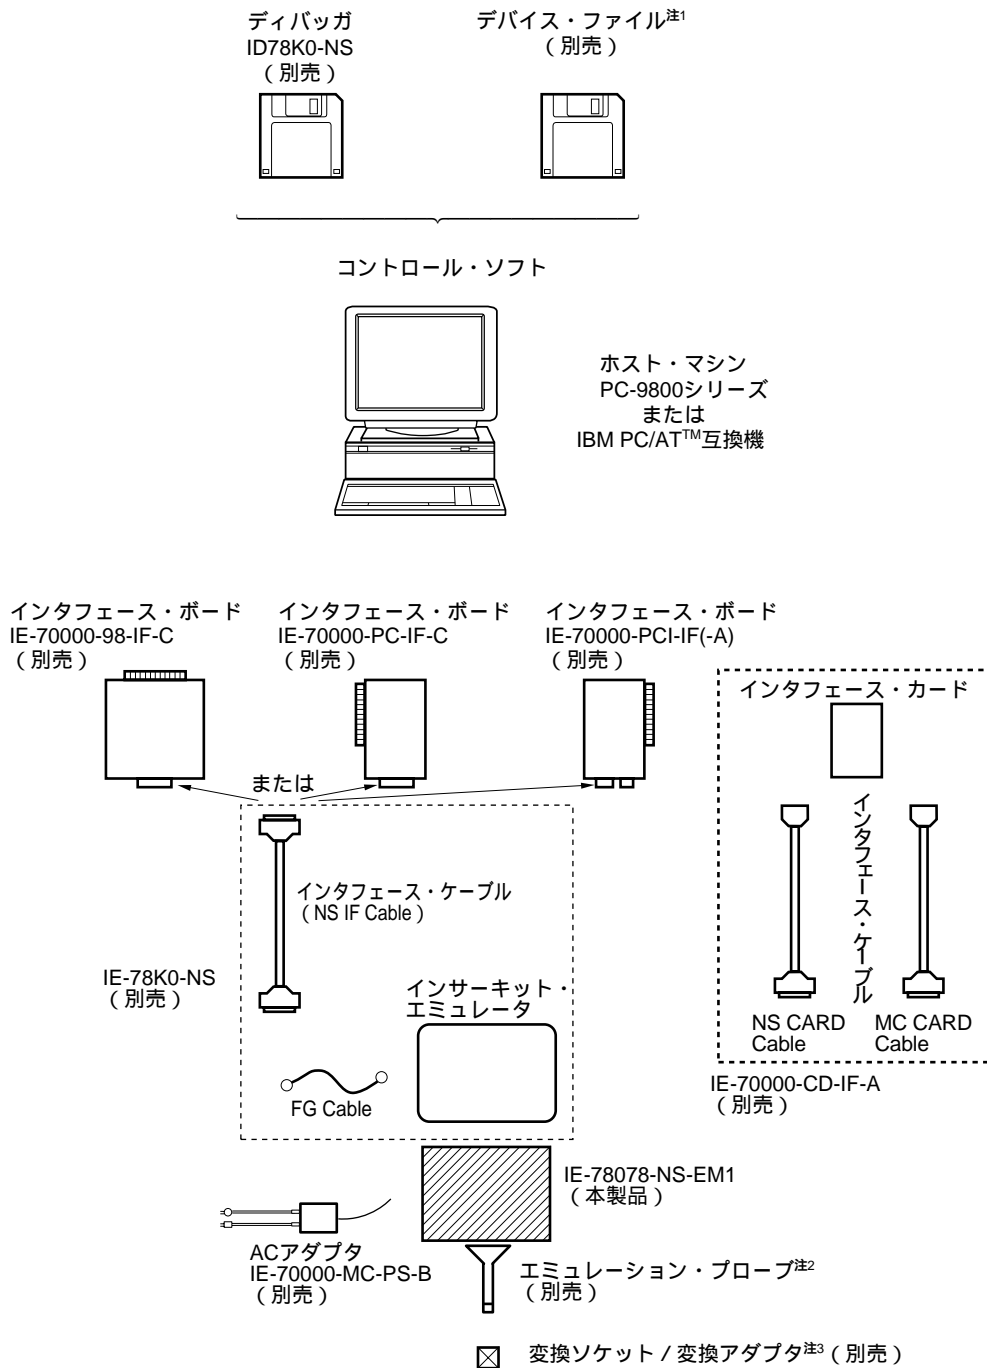 ディバッガ
ID78K0-NS
（別売）
デバイス・ファイル注1
（別売）
コントロール・ソフト
ホスト・マシン
PC-9800シリーズ
または
IBM PC/AT™互換機
インタフェース・ボード
IE-70000-98-IF-C
（別売）
インタフェース・ボード
IE-70000-PC-IF-C
（別売）
インタフェース・ボード
IE-70000-PCI-IF(-A)
（別売）
または
インタフェース・カード
インタフェース・ケーブル
NS CARD
Cable
MC CARD
Cable
IE-70000-CD-IF-A
（別売）
インタフェース・ケーブル
（NS IF Cable）
IE-78K0-NS
（別売）
インサーキット・
エミュレータ
FG Cable
IE-78078-NS-EM1
（本製品）
ACアダプタ
IE-70000-MC-PS-B
（別売）
エミュレーション・プローブ注2
（別売）
変換ソケット / 変換アダプタ注3（別売）